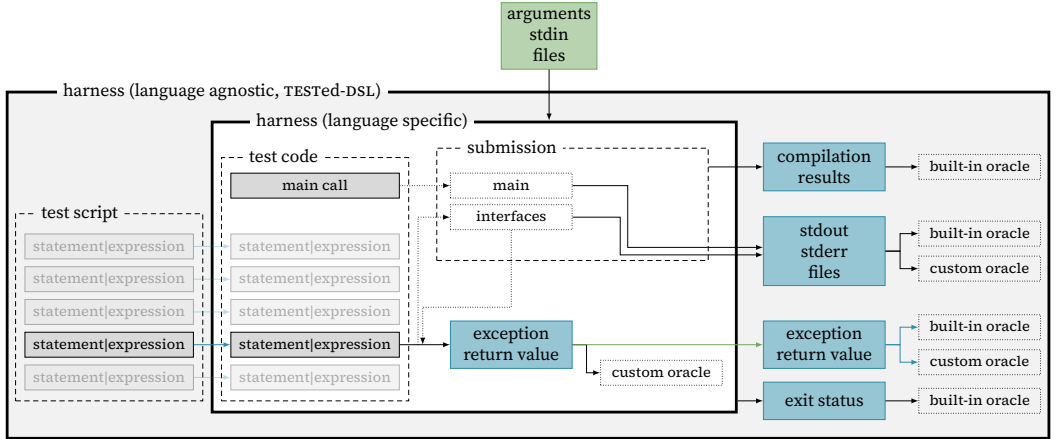 arguments
stdin
files
harness (language agnostic, TESTed-DSL)
harness (language specific)
test code
submission
main call
main
interfaces
compilation
results
built-in oracle
test script
statement|expression
statement|expression
statement|expression
statement|expression
statement|expression
statement|expression
statement|expression
statement|expression
statement|expression
statement|expression
stdout
stderr
files
built-in oracle
custom oracle
exception
return value
custom oracle
exception
return value
built-in oracle
custom oracle
exit status
built-in oracle